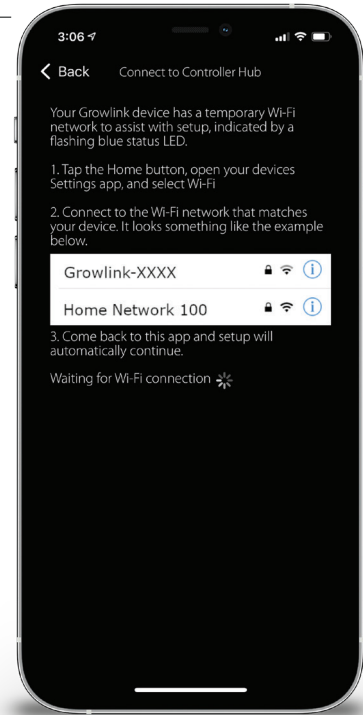 3:06
Back Connect to Controller Hub
Your Growlink device has a temporary Wi-Fi
network to assist with setup, indicated by a
flashing blue status LED.
1. Tap the Home button, open your devices
Settings app, and select Wi-Fi
2. Connect to the Wi-Fi network that matches
your device. It looks something like the example
below.
Growlink-XXXX
Home Network 100
3. Come back to this app and setup will
automatically continue.
Waiting for Wi-Fi connection